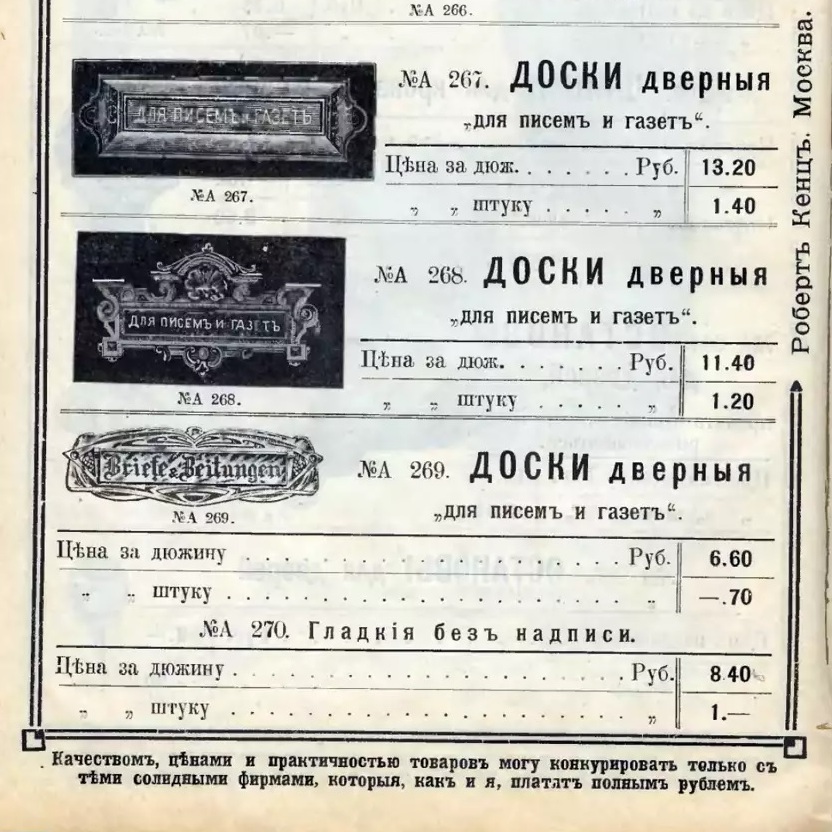 №А 266.
ДЛЯ ПИСЕМЪ И ГАЗЕТЪ
№А 267.
№А 267. ДОСКИ дверныя
„для писемъ и газетъ“.
Цѣна за дюж. . . . . . . Руб. 13.20
„ „ штуку . . . . . „ 1.40
ДЛЯ ПИСЕМЪ И ГАЗЕТЪ
№А 268.
№А 268. ДОСКИ дверныя
„для писемъ и газетъ“.
Цѣна за дюж. . . . . . . Руб. 11.40
„ „ штуку . . . . . „ 1.20
Briefe & Zeitungen
№А 269.
№А 269. ДОСКИ дверныя
„для писемъ и газетъ“.
Цѣна за дюжину . . . . . . . . . . . . . . . . . Руб. 6.60
„ „ штуку . . . . . . . . . . . . . . . . . . „ —.70
№А 270. Гладкія безъ надписи.
Цѣна за дюжину . . . . . . . . . . . . . . . . . Руб. 8 40
„ „ штуку . . . . . . . . . . . . . . . . . . „ 1.—
Качествомъ, цѣнами и практичностью товаровъ могу конкурировать только съ
тѣми солидными фирмами, которыя, какъ и я, платятъ полнымъ рублемъ.
Робертъ Кенцъ. Москва.